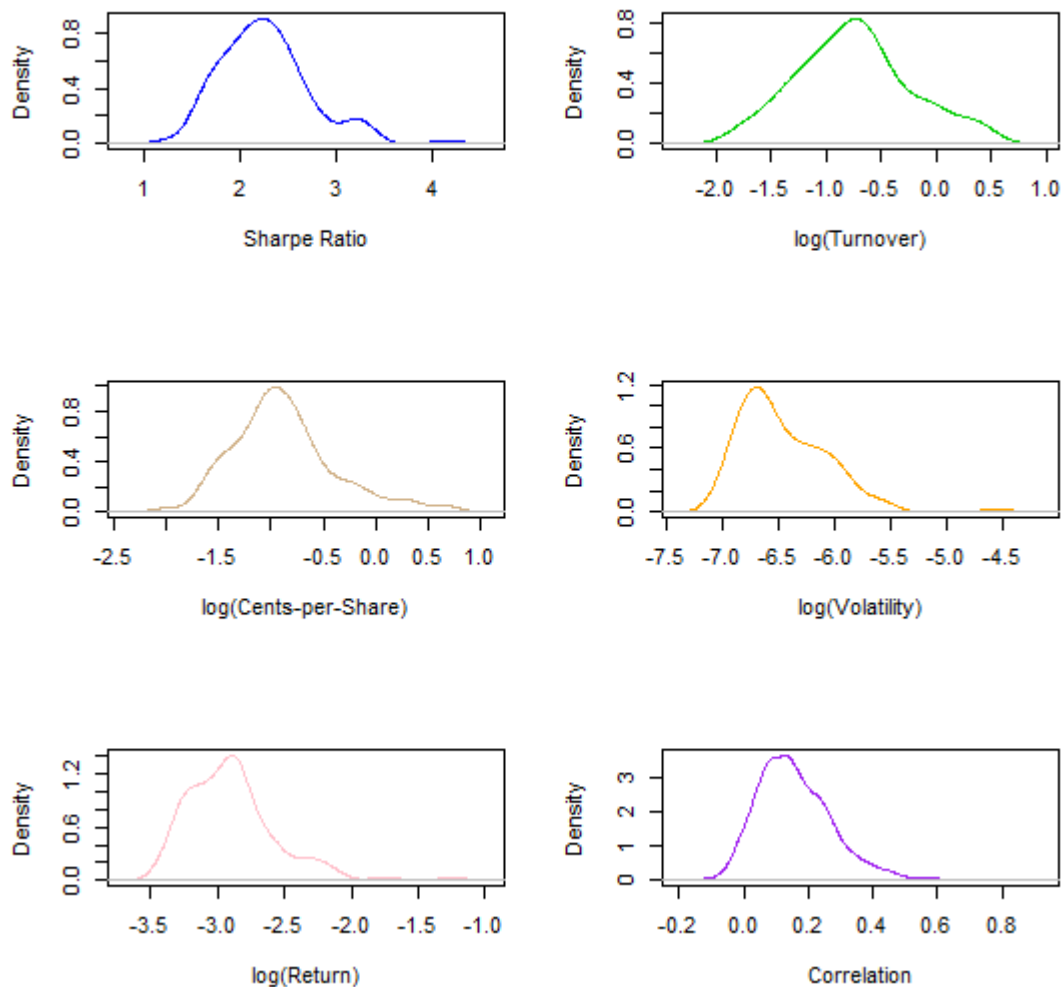 Density
0.0 0.4 0.8
1 2 3 4
Sharpe Ratio
Density
0.0 0.4 0.8
-2.0 -1.5 -1.0 -0.5 0.0 0.5 1.0
log(Turnover)
Density
0.0 0.4 0.8
-2.5 -1.5 -0.5 0.0 0.5 1.0
log(Cents-per-Share)
Density
0.0 0.6 1.2
-7.5 -7.0 -6.5 -6.0 -5.5 -5.0 -4.5
log(Volatility)
Density
0.0 0.6 1.2
-3.5 -3.0 -2.5 -2.0 -1.5 -1.0
log(Return)
Density
0 1 2 3
-0.2 0.0 0.2 0.4 0.6 0.8
Correlation